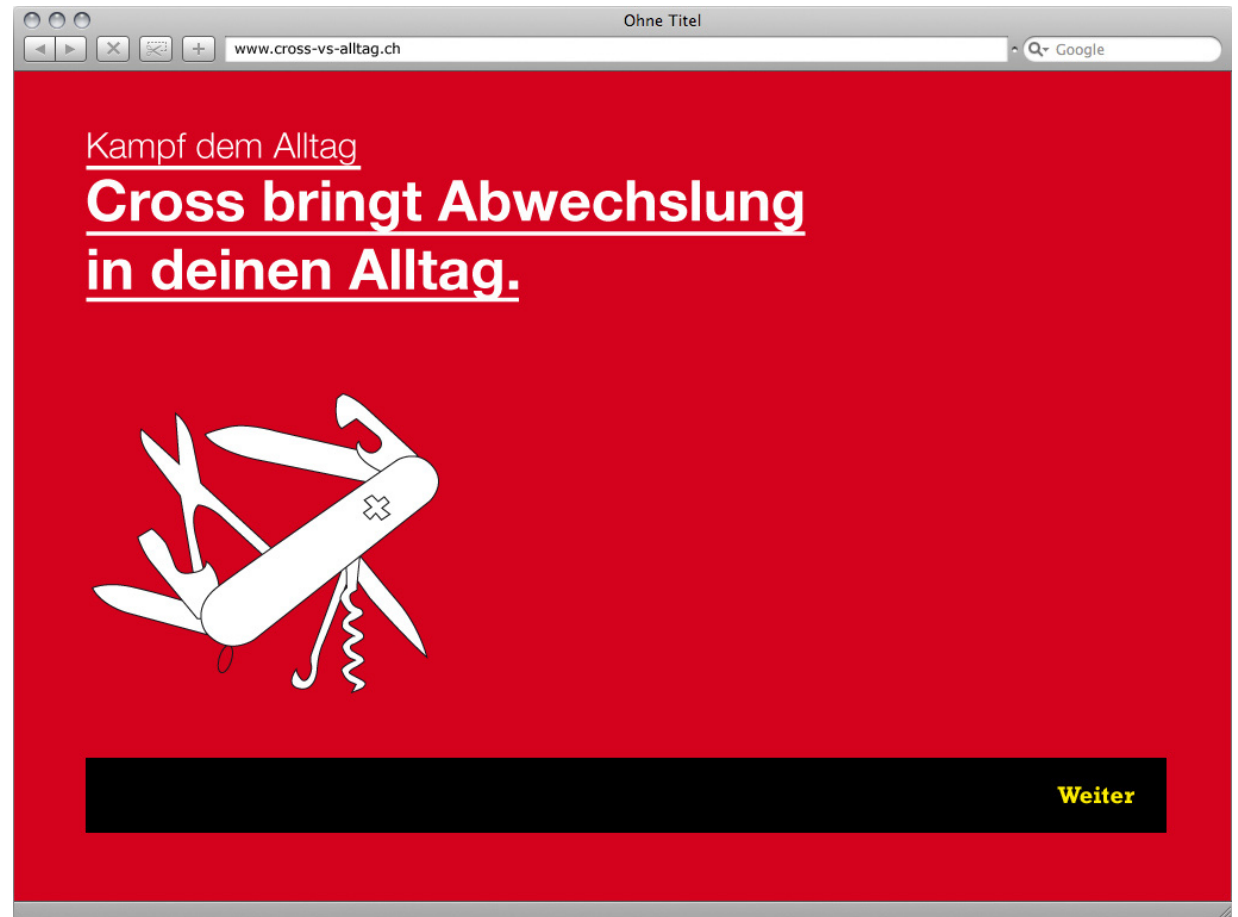 Ohne Titel
www.cross-vs-alltag.ch
Google
Kampf dem Alltag
Cross bringt Abwechslung
in deinen Alltag.
Weiter